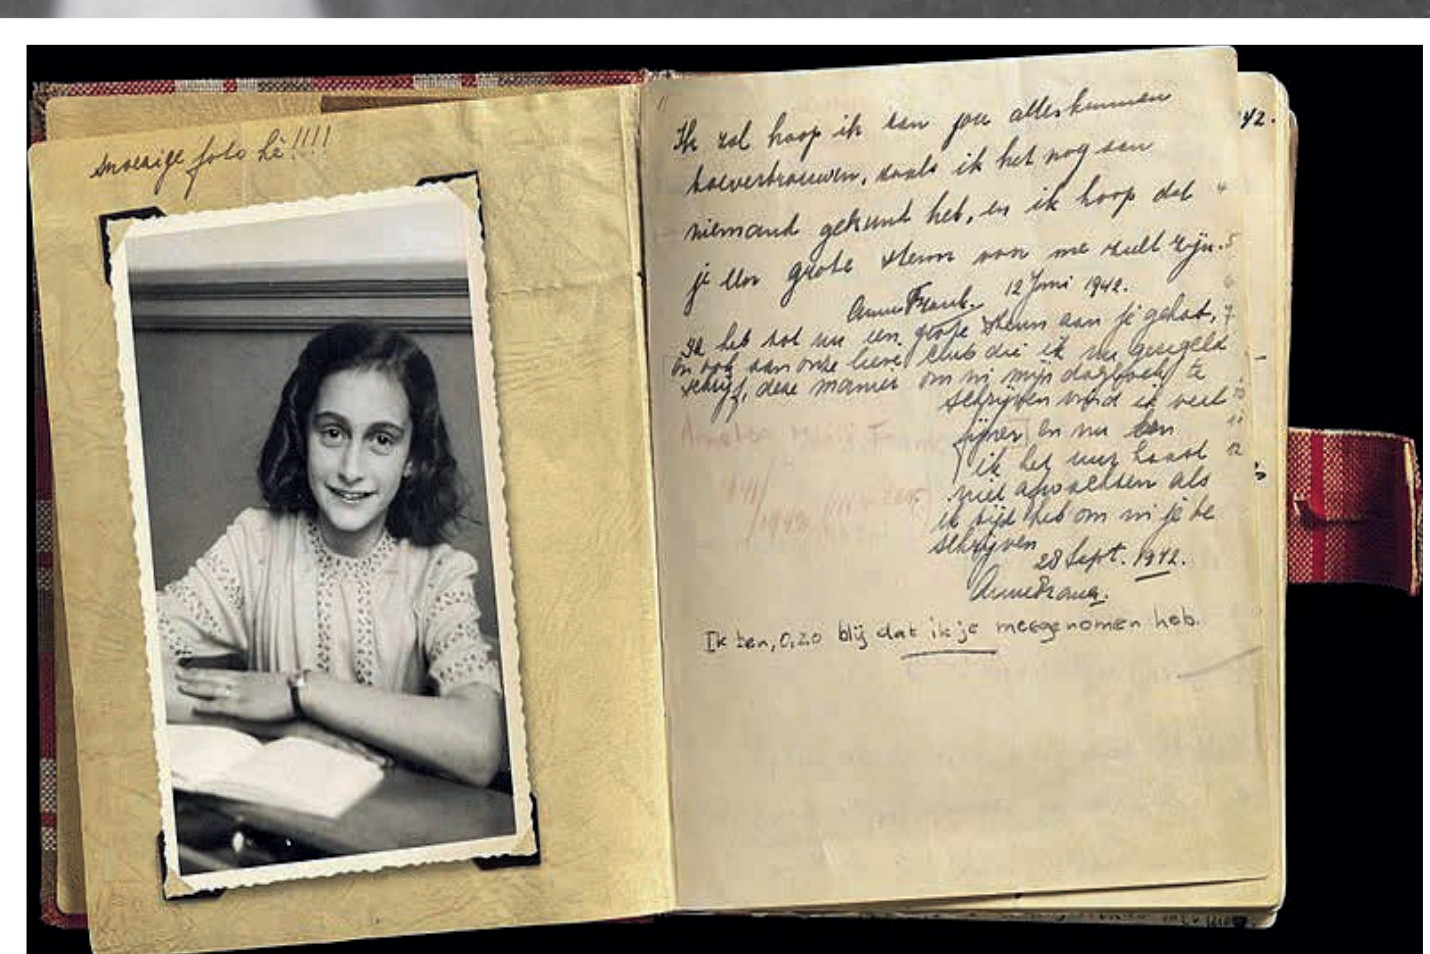 snoezige foto hè!!!!
Ik zal hoop ik aan jou alles kunnen
toevertrouwen, zoals ik het nog aan
niemand gekund heb, en ik hoop dat
je een grote steun van me zult zijn.
Anne Frank. 12 Juni 1942.
Ik heb tot nu een grote steun aan je gehad,
en ook aan onze lieve club die ik nu geregeld
schrijf, deze manier om in mijn dagboek te
schrijven vind ik veel
fijner en nu kan
ik het uur haast
niet afwachten als
ik tijd heb om in je te
schrijven
28 Sept. 1942.
Anne Frank.
Ik ben, O, zo blij dat ik je meegenomen heb.
42.